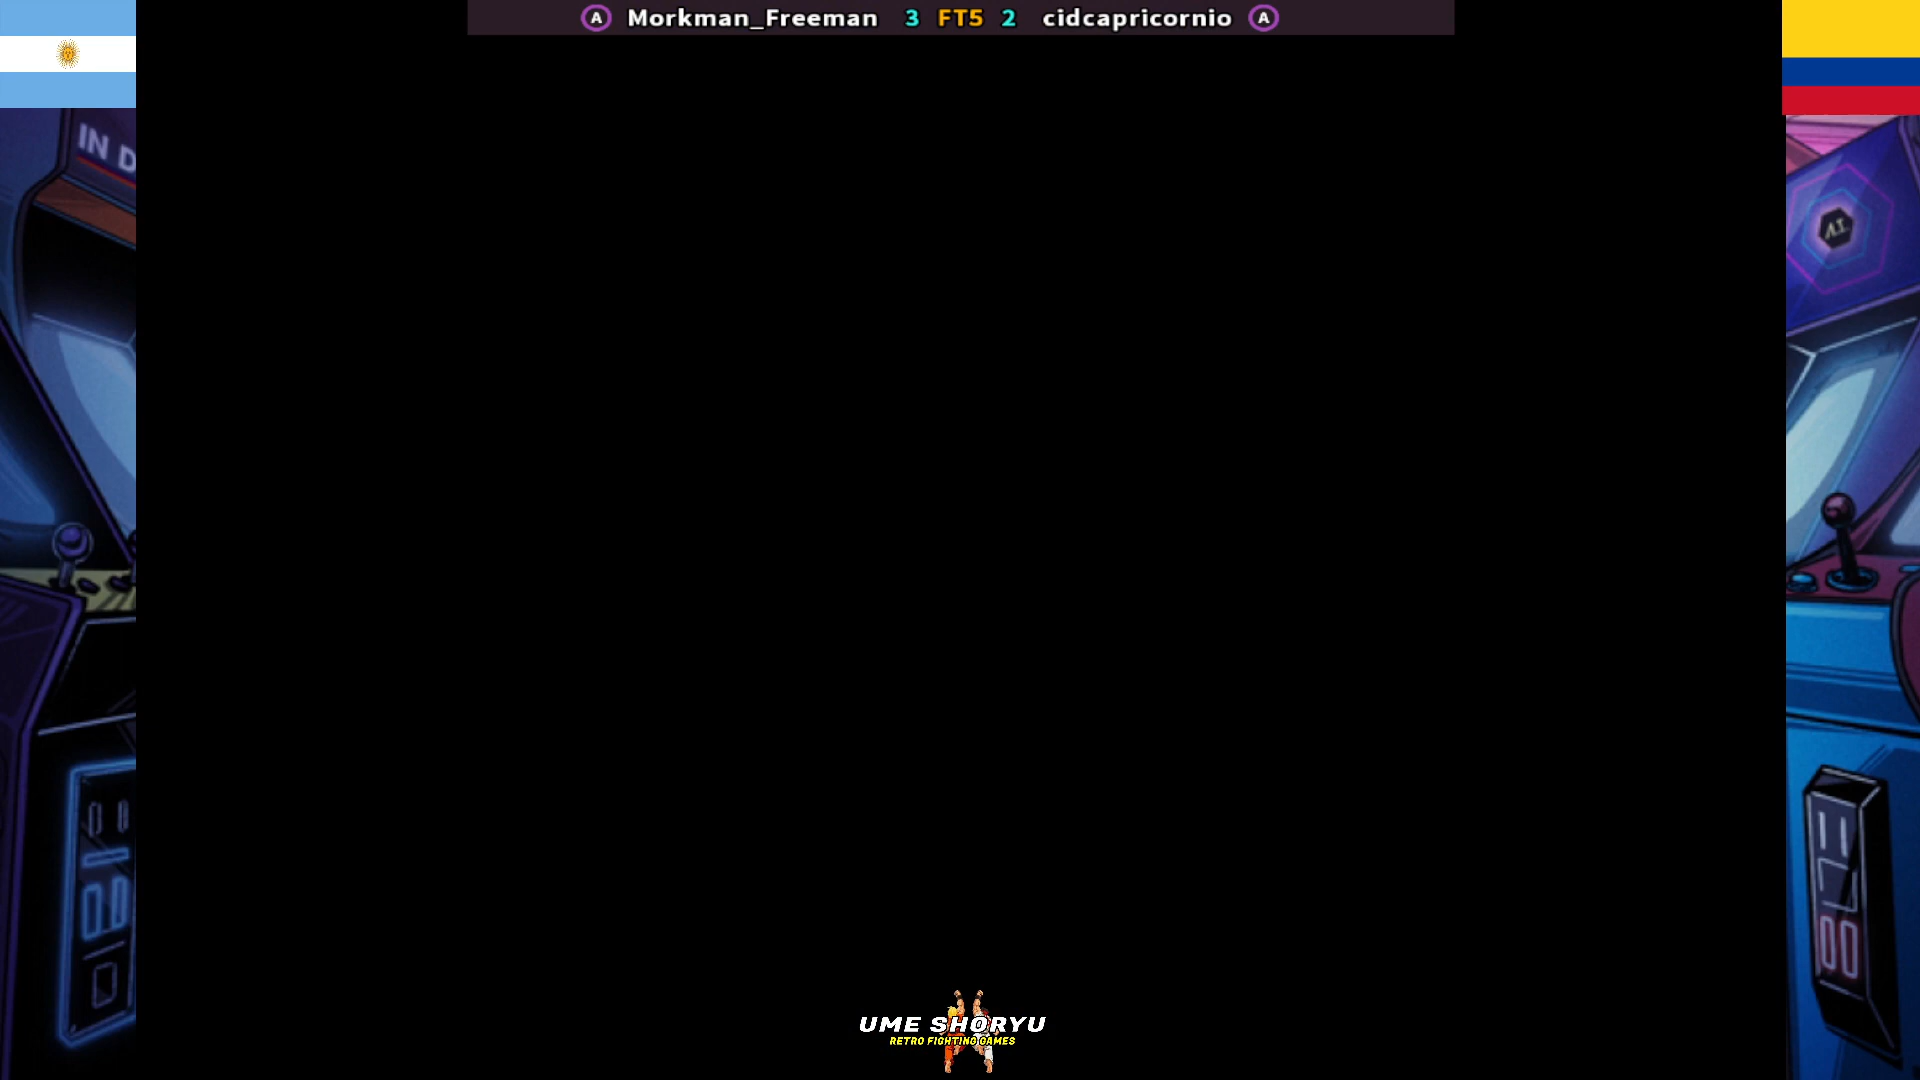 A Morkman_Freeman 3 FT5 2 cidcapricornio A
IN D
UME SHORYU
RETRO FIGHTING GAMES